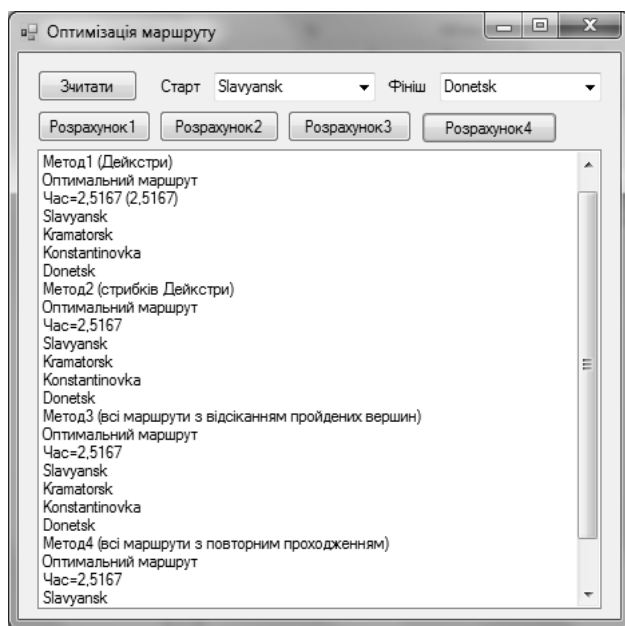 Оптимізація маршруту
Зчитати Старт Slavyansk Фініш Donetsk
Розрахунок1 Розрахунок2 Розрахунок3 Розрахунок4
Метод1 (Дейкстри)
Оптимальний маршрут
Час=2,5167 (2,5167)
Slavyansk
Kramatorsk
Konstantinovka
Donetsk
Метод2 (стрибків Дейкстри)
Оптимальний маршрут
Час=2,5167
Slavyansk
Kramatorsk
Konstantinovka
Donetsk
Метод3 (всі маршрути з відсіканням пройдених вершин)
Оптимальний маршрут
Час=2,5167
Slavyansk
Kramatorsk
Konstantinovka
Donetsk
Метод4 (всі маршрути з повторним проходженням)
Оптимальний маршрут
Час=2,5167
Slavyansk